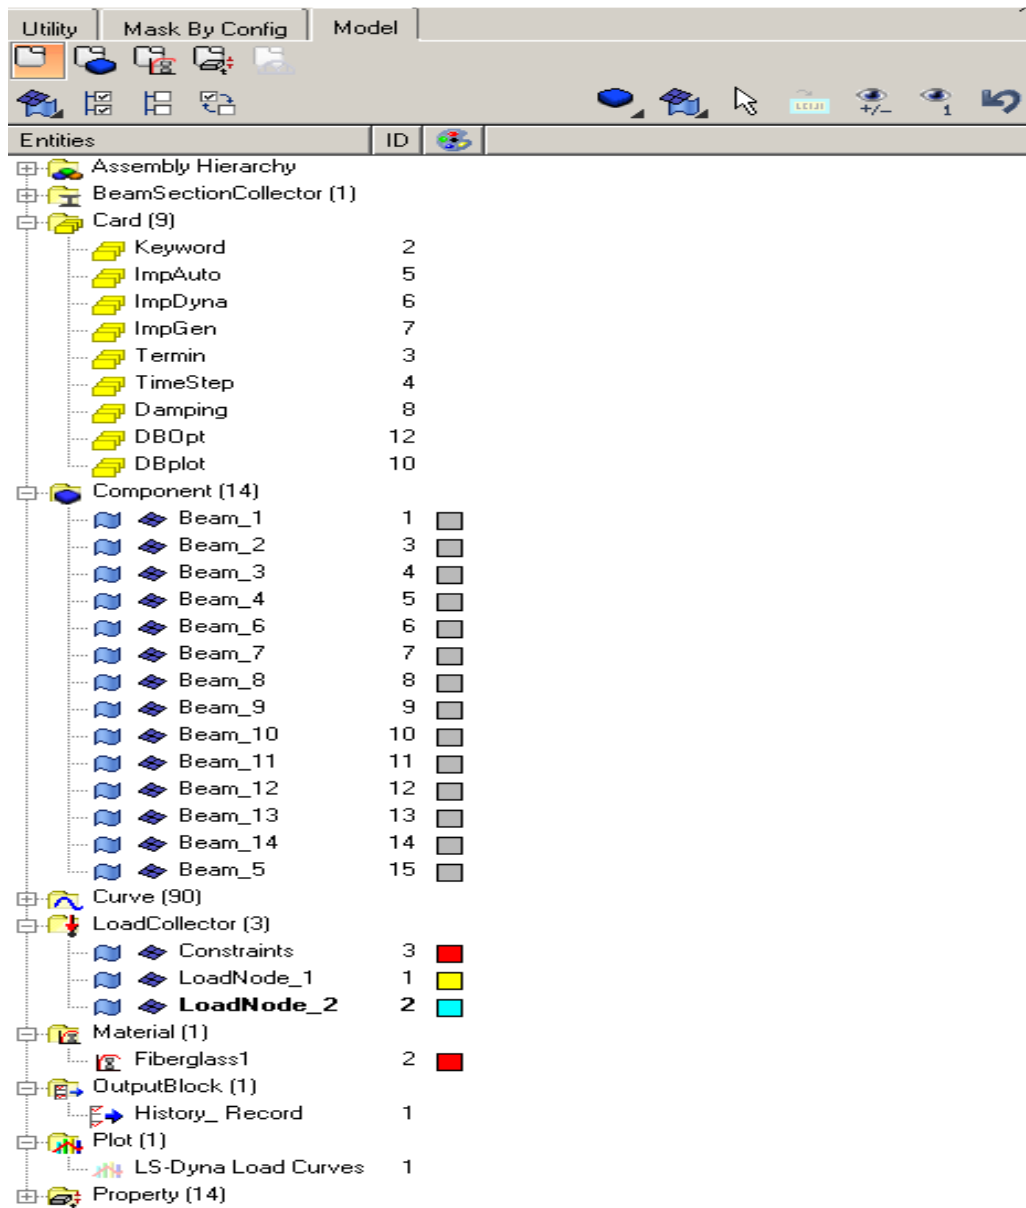 Utility Mask By Config Model
LCIJI +/− 1
Entities ID
Assembly Hierarchy
BeamSectionCollector (1)
Card (9)
Keyword 2
ImpAuto 5
ImpDyna 6
ImpGen 7
Termin 3
TimeStep 4
Damping 8
DBOpt 12
DBplot 10
Component (14)
Beam_1 1
Beam_2 3
Beam_3 4
Beam_4 5
Beam_6 6
Beam_7 7
Beam_8 8
Beam_9 9
Beam_10 10
Beam_11 11
Beam_12 12
Beam_13 13
Beam_14 14
Beam_5 15
Curve (90)
LoadCollector (3)
Constraints 3
LoadNode_1 1
LoadNode_2 2
Material (1)
Fiberglass1 2
OutputBlock (1)
History_ Record 1
Plot (1)
LS-Dyna Load Curves 1
Property (14)